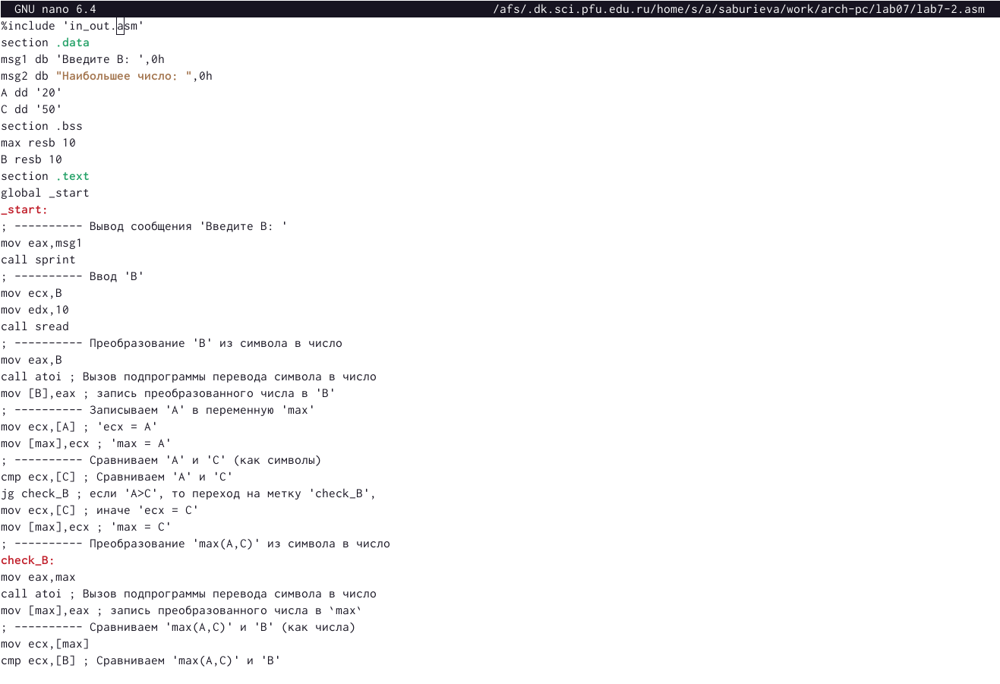 GNU nano 6.4 /afs/.dk.sci.pfu.edu.ru/home/s/a/saburieva/work/arch-pc/lab07/lab7-2.asm
%include 'in_out.asm'
section .data
msg1 db 'Введите B: ',0h
msg2 db "Наибольшее число: ",0h
A dd '20'
C dd '50'
section .bss
max resb 10
B resb 10
section .text
global _start
_start:
; ---------- Вывод сообщения 'Введите B: '
mov eax,msg1
call sprint
; ---------- Ввод 'B'
mov ecx,B
mov edx,10
call sread
; ---------- Преобразование 'B' из символа в число
mov eax,B
call atoi ; Вызов подпрограммы перевода символа в число
mov [B],eax ; запись преобразованного числа в 'B'
; ---------- Записываем 'A' в переменную 'max'
mov ecx,[A] ; 'ecx = A'
mov [max],ecx ; 'max = A'
; ---------- Сравниваем 'A' и 'С' (как символы)
cmp ecx,[C] ; Сравниваем 'A' и 'С'
jg check_B ; если 'A>C', то переход на метку 'check_B',
mov ecx,[C] ; иначе 'ecx = C'
mov [max],ecx ; 'max = C'
; ---------- Преобразование 'max(A,C)' из символа в число
check_B:
mov eax,max
call atoi ; Вызов подпрограммы перевода символа в число
mov [max],eax ; запись преобразованного числа в `max`
; ---------- Сравниваем 'max(A,C)' и 'B' (как числа)
mov ecx,[max]
cmp ecx,[B] ; Сравниваем 'max(A,C)' и 'B'